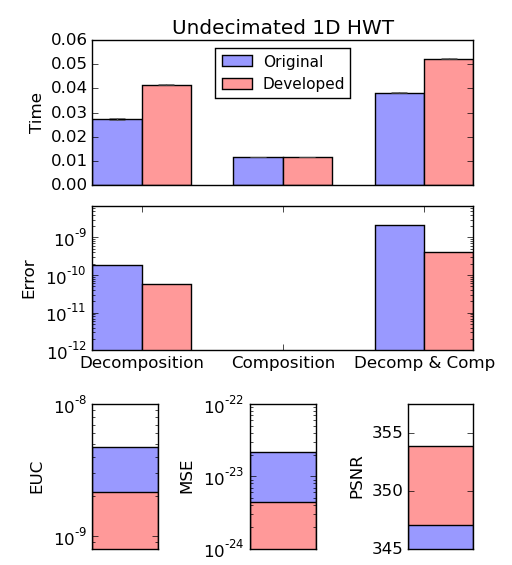 Undecimated 1D HWT
Time
0.06
0.05
0.04
0.03
0.02
0.01
0.00
Original
Developed
Error
10^-9
10^-10
10^-11
10^-12
Decomposition Composition Decomp & Comp
EUC
10^-8
10^-9
MSE
10^-22
10^-23
10^-24
PSNR
355
350
345